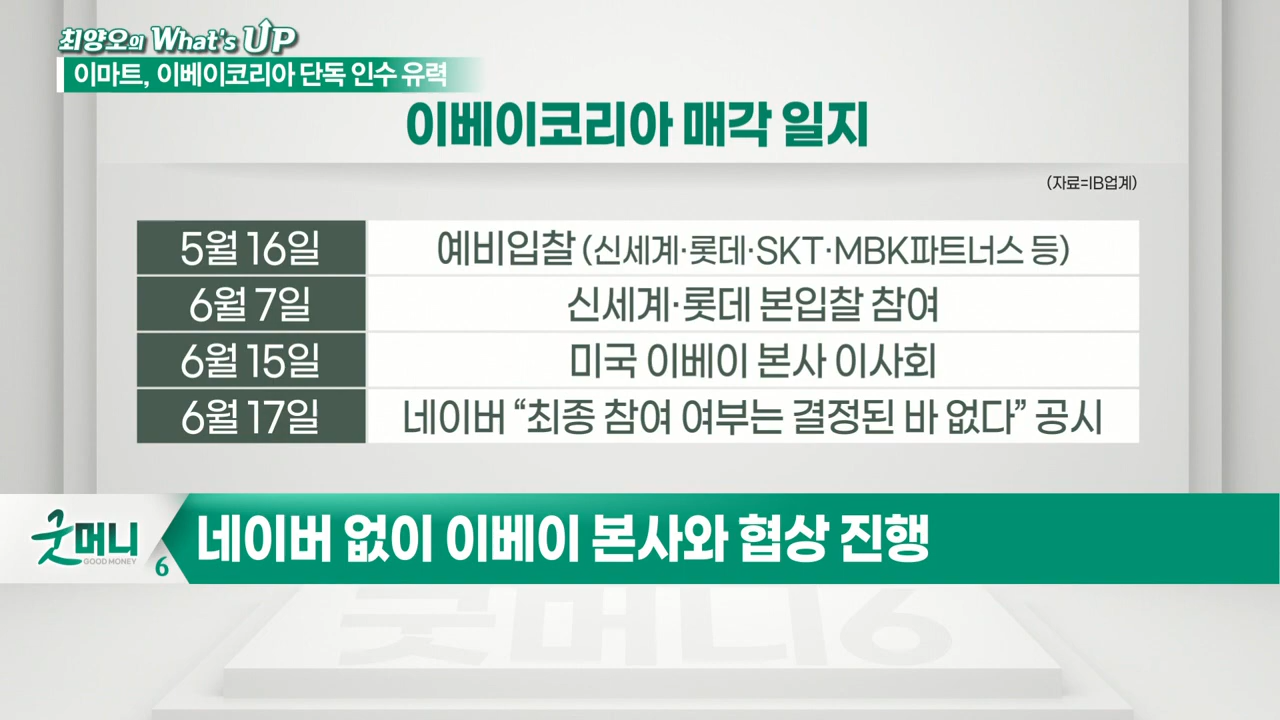 최양오의 What's UP
이마트, 이베이코리아 단독 인수 유력
이베이코리아 매각 일지
(자료=IB업계)
5월 16일 예비입찰 (신세계·롯데·SKT·MBK파트너스 등)
6월 7일 신세계·롯데 본입찰 참여
6월 15일 미국 이베이 본사 이사회
6월 17일 네이버 “최종 참여 여부는 결정된 바 없다” 공시
굿머니 6
GOOD MONEY
네이버 없이 이베이 본사와 협상 진행
굿머니6